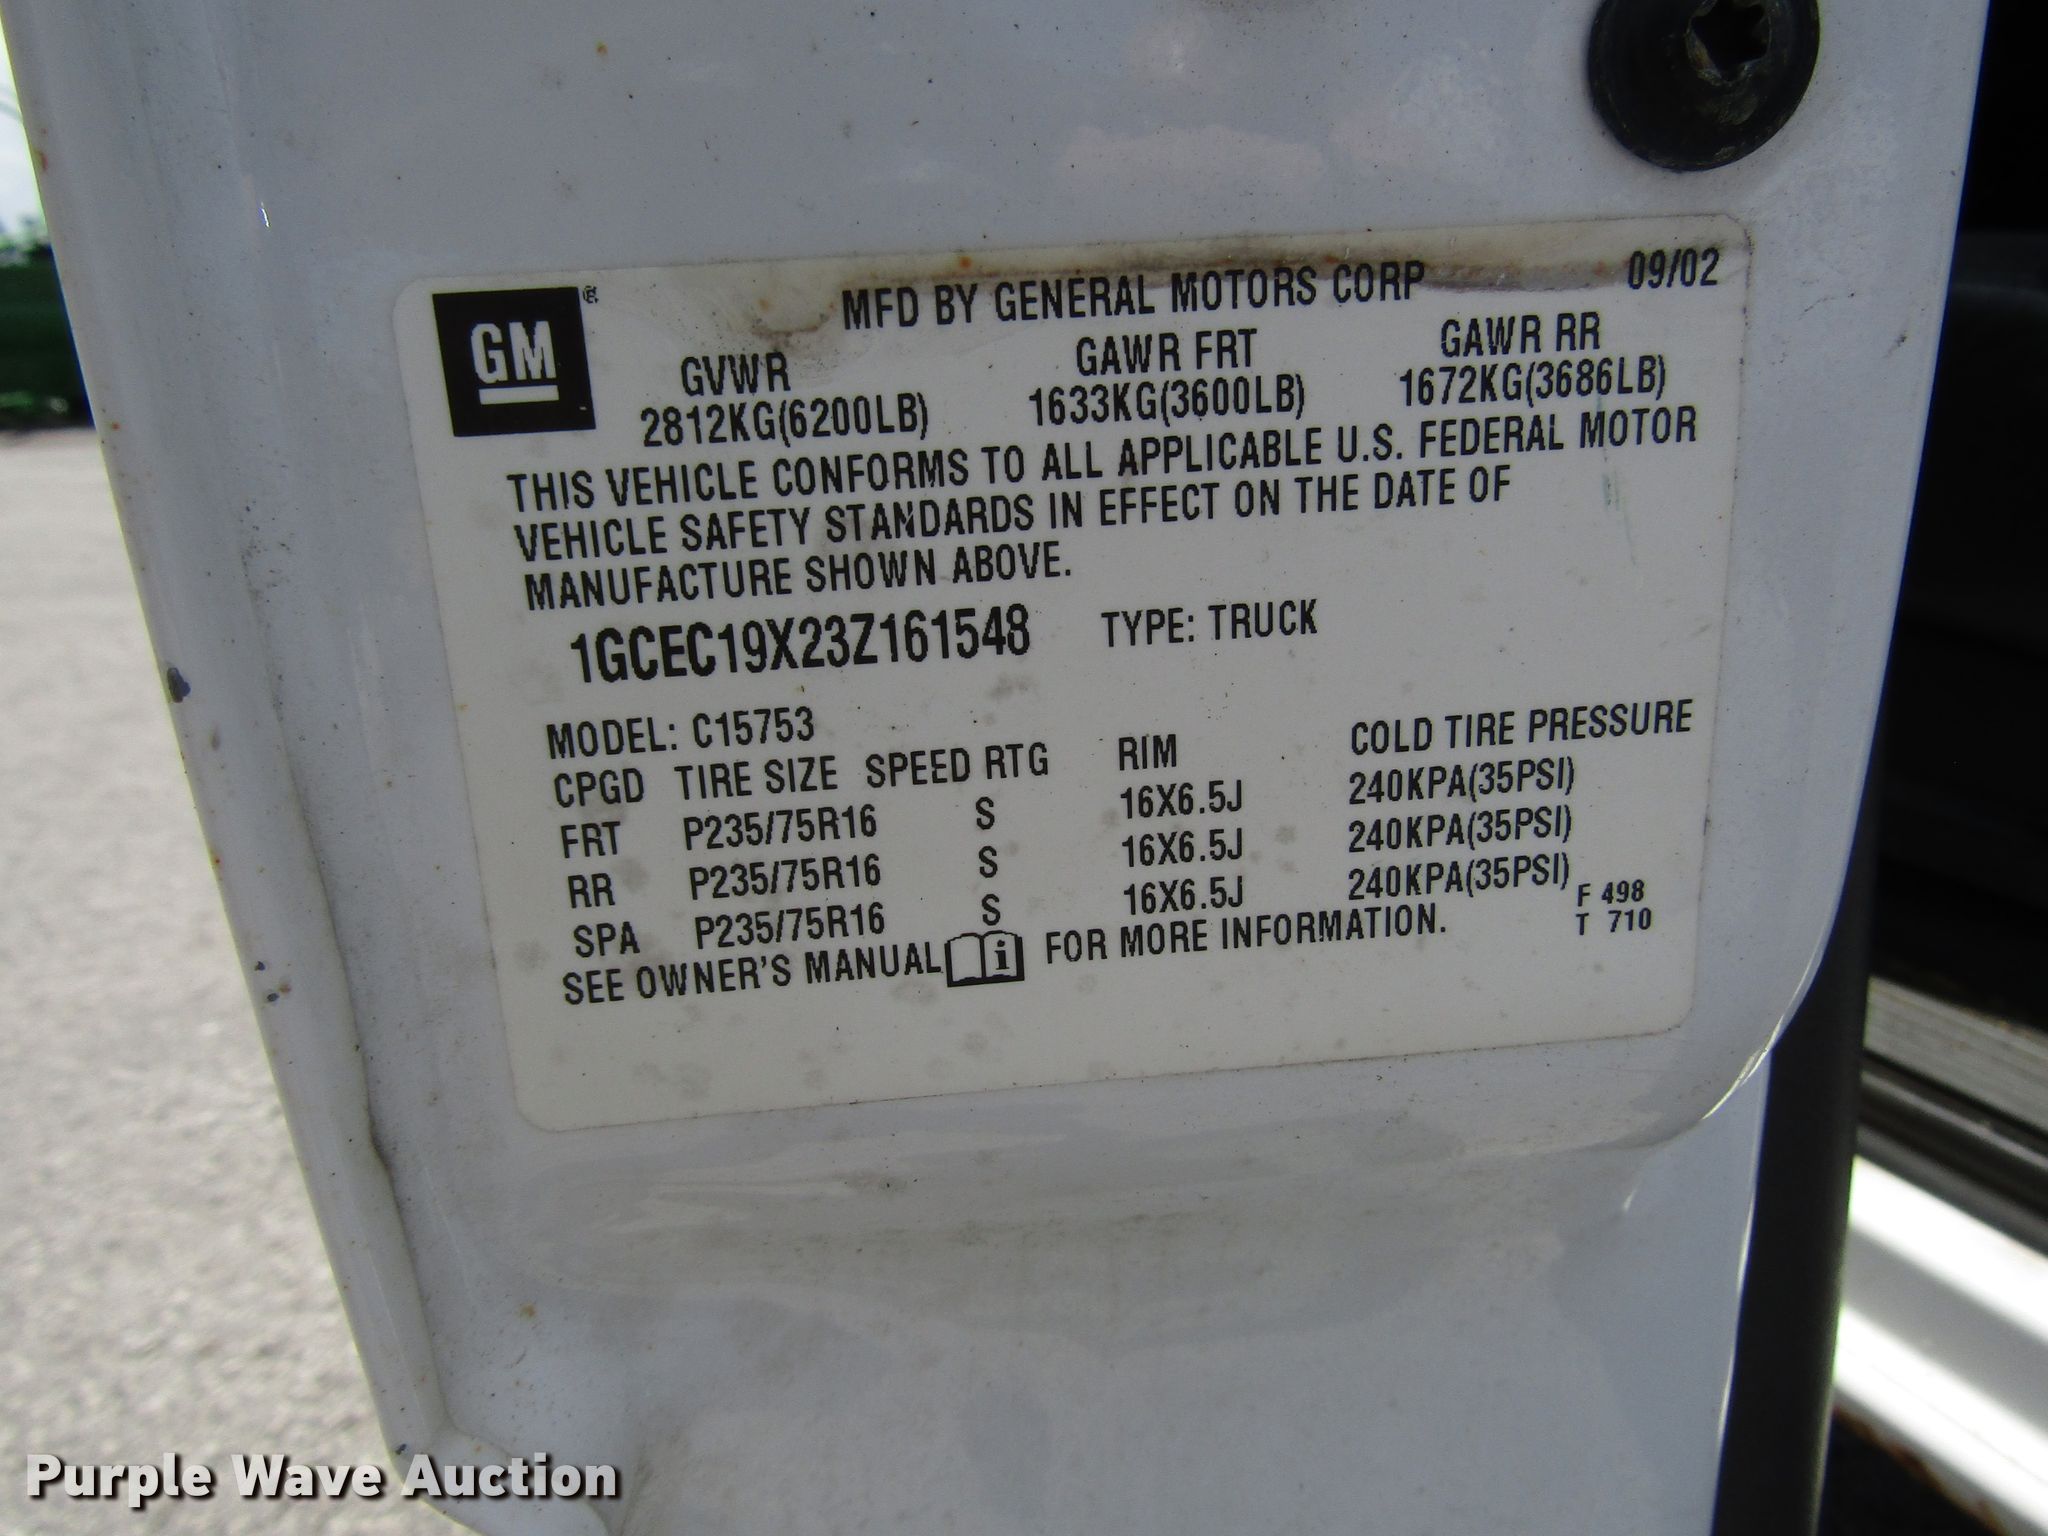 MFD BY GENERAL MOTORS CORP 09/02
GM ®
GVWR GAWR FRT GAWR RR
2812KG(6200LB) 1633KG(3600LB) 1672KG(3686LB)
THIS VEHICLE CONFORMS TO ALL APPLICABLE U.S. FEDERAL MOTOR
VEHICLE SAFETY STANDARDS IN EFFECT ON THE DATE OF
MANUFACTURE SHOWN ABOVE.
1GCEC19X23Z161548 TYPE: TRUCK
MODEL: C15753
CPGD TIRE SIZE SPEED RTG RIM COLD TIRE PRESSURE
FRT P235/75R16 S 16X6.5J 240KPA(35PSI)
RR P235/75R16 S 16X6.5J 240KPA(35PSI)
SPA P235/75R16 S 16X6.5J 240KPA(35PSI)
SEE OWNER'S MANUAL i FOR MORE INFORMATION.
F 498
T 710
Purple Wave Auction